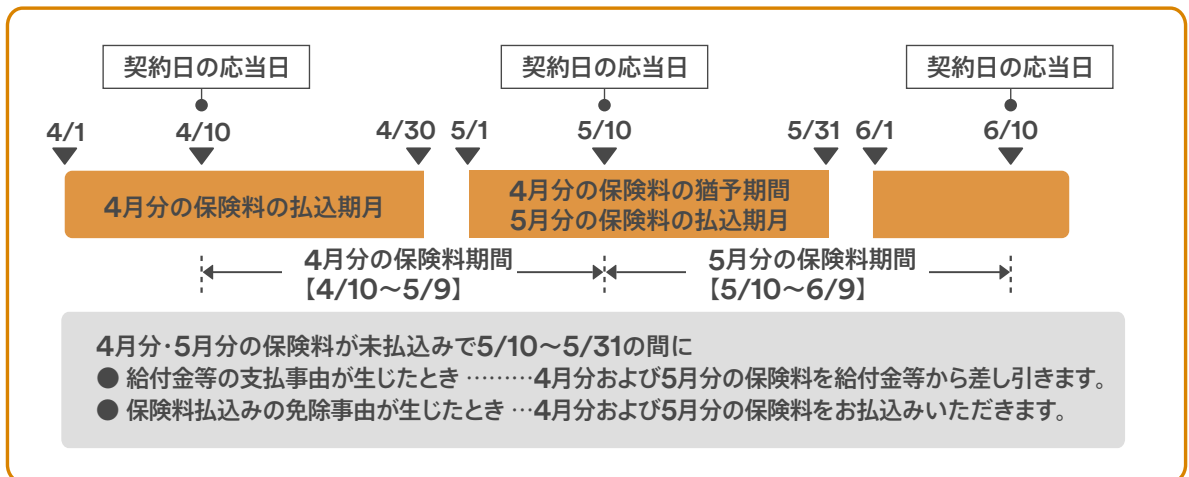 契約日の応当日 契約日の応当日 契約日の応当日
4/1 4/10 4/30 5/1 5/10 5/31 6/1 6/10
4月分の保険料の払込期月
4月分の保険料の猶予期間
5月分の保険料の払込期月
4月分の保険料期間
【4/10～5/9】
5月分の保険料期間
【5/10～6/9】
4月分・5月分の保険料が未払込みで5/10～5/31の間に
● 給付金等の支払事由が生じたとき ………4月分および5月分の保険料を給付金等から差し引きます。
● 保険料払込みの免除事由が生じたとき …4月分および5月分の保険料をお払込みいただきます。